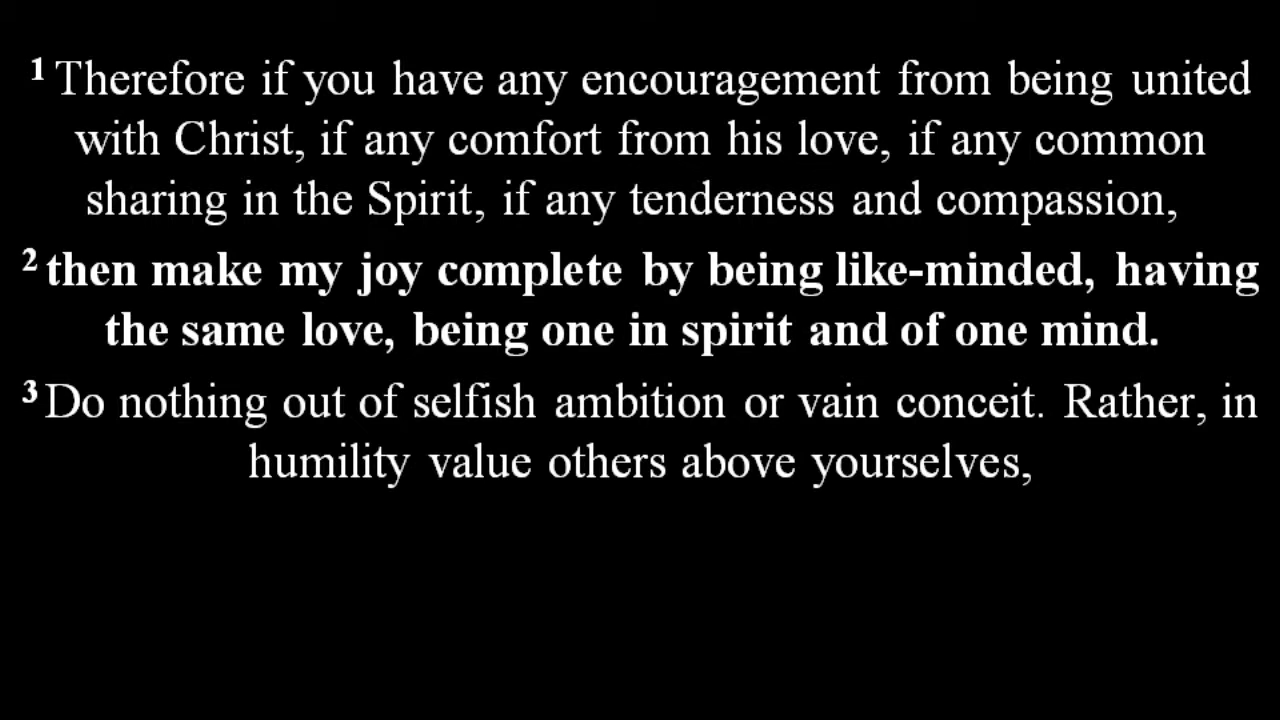 1 Therefore if you have any encouragement from being united
with Christ, if any comfort from his love, if any common
sharing in the Spirit, if any tenderness and compassion,
2 then make my joy complete by being like-minded, having
the same love, being one in spirit and of one mind.
3 Do nothing out of selfish ambition or vain conceit. Rather, in
humility value others above yourselves,